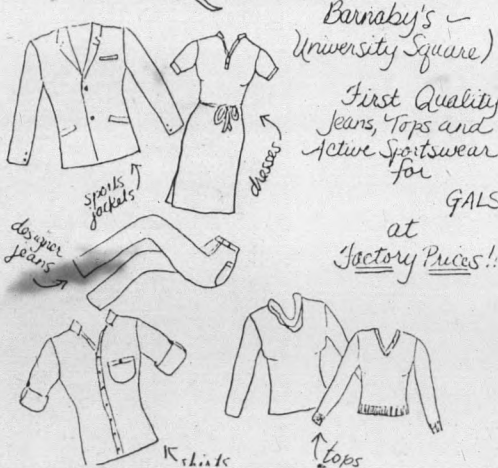 Barnaby's -
University Square)
First Quality
Jeans, Tops and
Active Sportswear
for
GALS
at
Factory Prices!!
sports
jackets
dresses
designer
jeans
shirts
tops